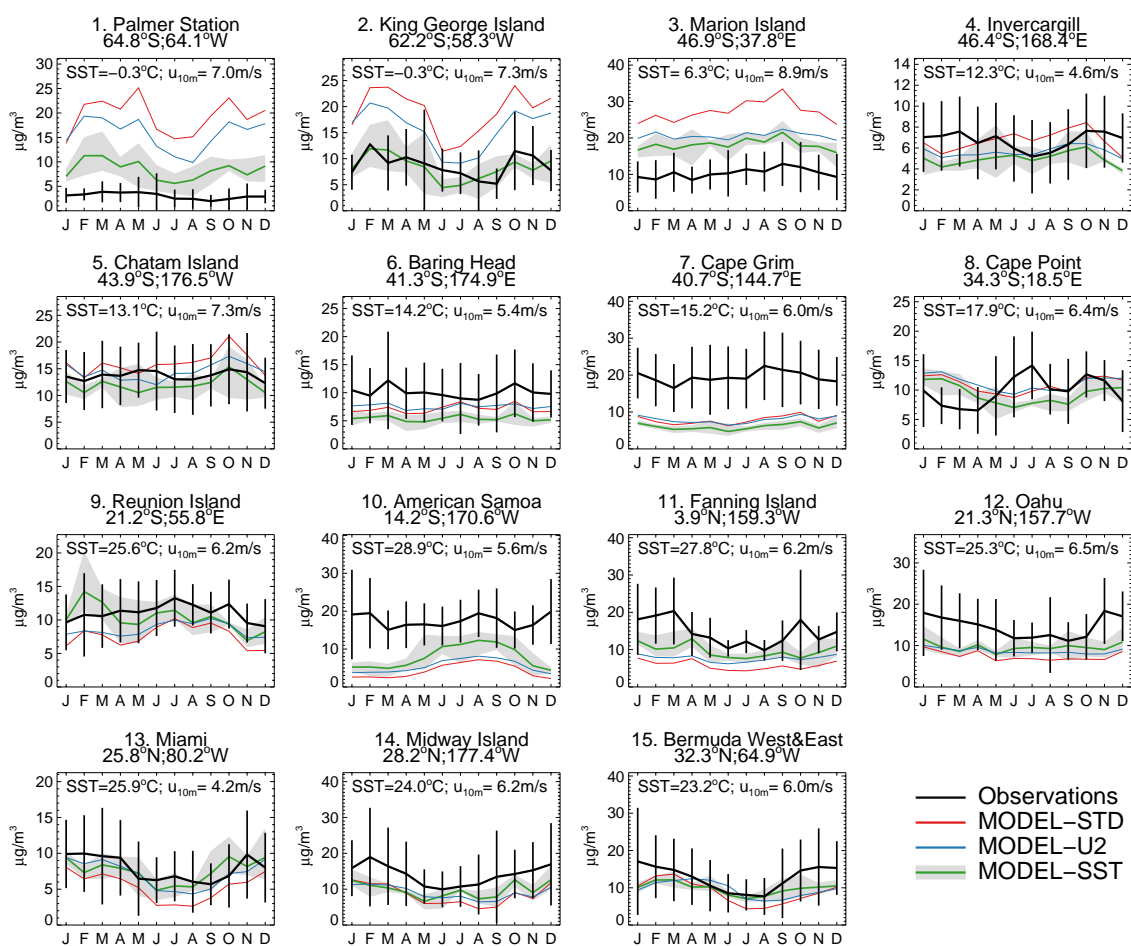 1. Palmer Station
64.8°S;64.1°W
SST=−0.3°C; u10m= 7.0m/s
µg/m3
30
25
20
15
10
5
0
J F M A M J J A S O N D
2. King George Island
62.2°S;58.3°W
SST=−0.3°C; u10m= 7.3m/s
µg/m3
25
20
15
10
5
0
J F M A M J J A S O N D
3. Marion Island
46.9°S;37.8°E
SST= 6.3°C; u10m= 8.9m/s
µg/m3
40
30
20
10
0
J F M A M J J A S O N D
4. Invercargill
46.4°S;168.4°E
SST=12.3°C; u10m= 4.6m/s
µg/m3
14
12
10
8
6
4
2
0
J F M A M J J A S O N D
5. Chatam Island
43.9°S;176.5°W
SST=13.1°C; u10m= 7.3m/s
µg/m3
25
20
15
10
5
0
J F M A M J J A S O N D
6. Baring Head
41.3°S;174.9°E
SST=14.2°C; u10m= 5.4m/s
µg/m3
25
20
15
10
5
0
J F M A M J J A S O N D
7. Cape Grim
40.7°S;144.7°E
SST=15.2°C; u10m= 6.0m/s
µg/m3
40
30
20
10
0
J F M A M J J A S O N D
8. Cape Point
34.3°S;18.5°E
SST=17.9°C; u10m= 6.4m/s
µg/m3
25
20
15
10
5
0
J F M A M J J A S O N D
9. Reunion Island
21.2°S;55.8°E
SST=25.6°C; u10m= 6.2m/s
µg/m3
20
15
10
5
0
J F M A M J J A S O N D
10. American Samoa
14.2°S;170.6°W
SST=28.9°C; u10m= 5.6m/s
µg/m3
40
30
20
10
0
J F M A M J J A S O N D
11. Fanning Island
3.9°N;159.3°W
SST=27.8°C; u10m= 6.2m/s
µg/m3
40
30
20
10
0
J F M A M J J A S O N D
12. Oahu
21.3°N;157.7°W
SST=25.3°C; u10m= 6.5m/s
µg/m3
30
20
10
0
J F M A M J J A S O N D
13. Miami
25.8°N;80.2°W
SST=25.9°C; u10m= 4.2m/s
µg/m3
20
15
10
5
0
J F M A M J J A S O N D
14. Midway Island
28.2°N;177.4°W
SST=24.0°C; u10m= 6.2m/s
µg/m3
40
30
20
10
0
J F M A M J J A S O N D
15. Bermuda West&East
32.3°N;64.9°W
SST=23.2°C; u10m= 6.0m/s
µg/m3
40
30
20
10
0
J F M A M J J A S O N D
Observations
MODEL−STD
MODEL−U2
MODEL−SST